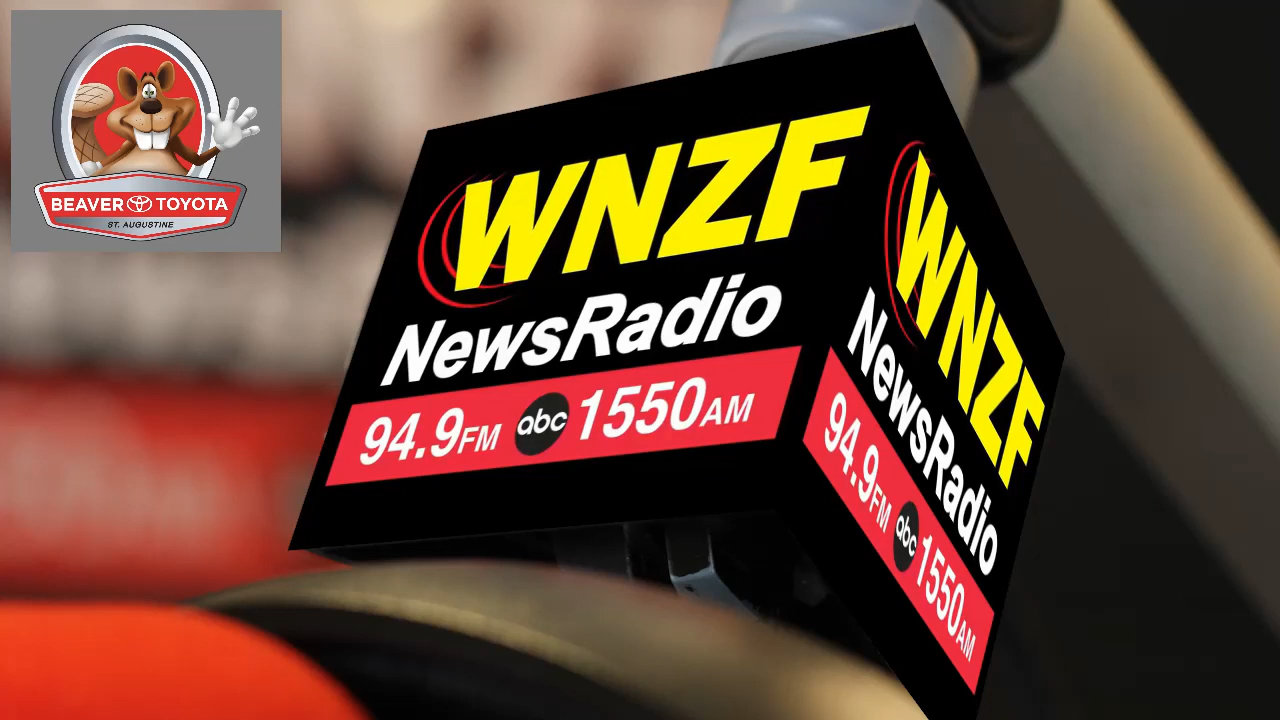 BEAVER TOYOTA
ST. AUGUSTINE
WNZF
NewsRadio
94.9FM abc 1550AM
WNZF
NewsRadio
94.9FM abc 1550AM